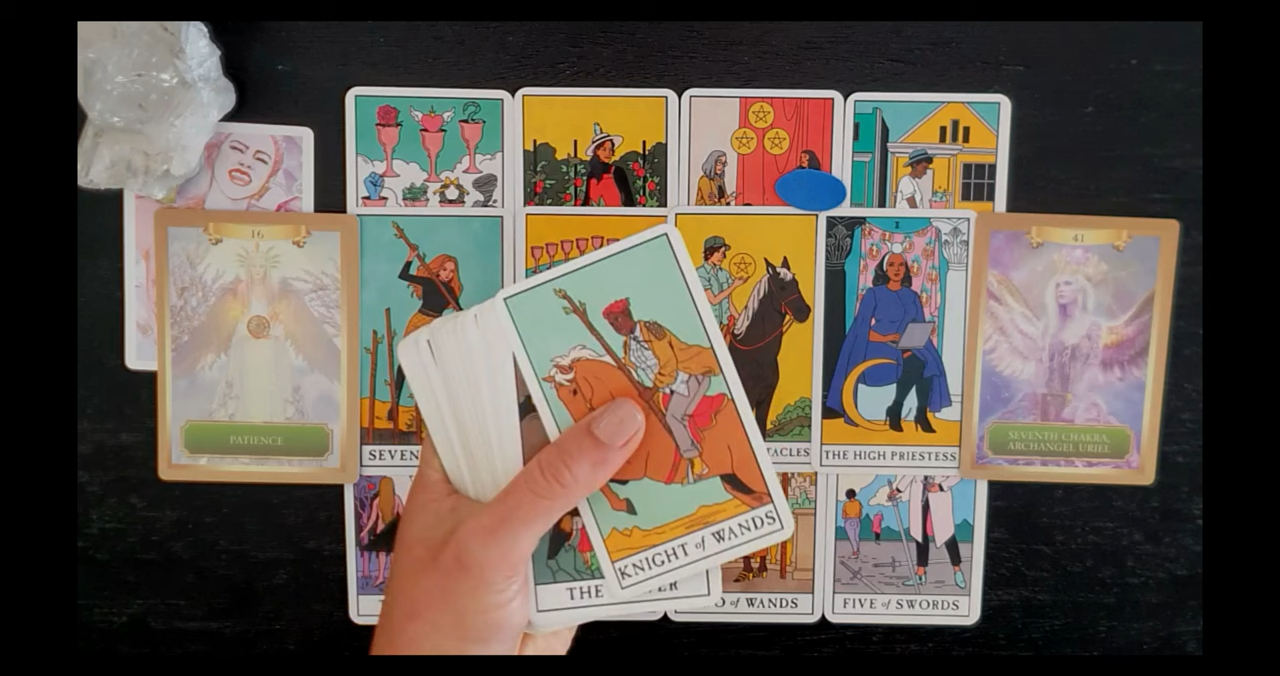 16
41
PATIENCE
SEVENTH CHAKRA,
ARCHANGEL URIEL
SEVEN
THE HIGH PRIESTESS
KNIGHT of WANDS
THE
of WANDS
FIVE of SWORDS